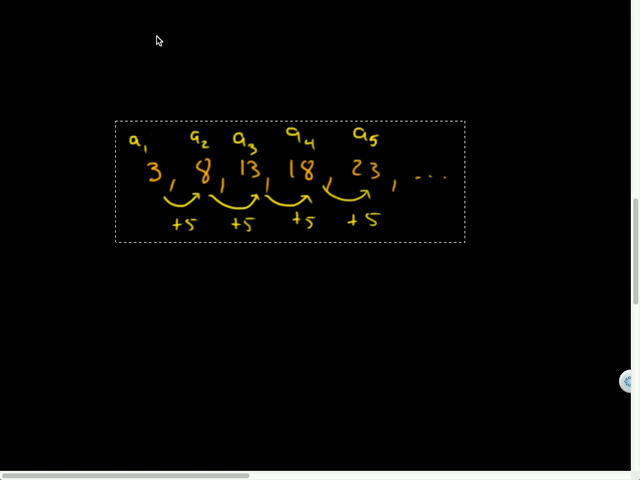 a₁ a₂ a₃ a₄ a₅
3, 8, 13, 18, 23, ...
+5 +5 +5 +5